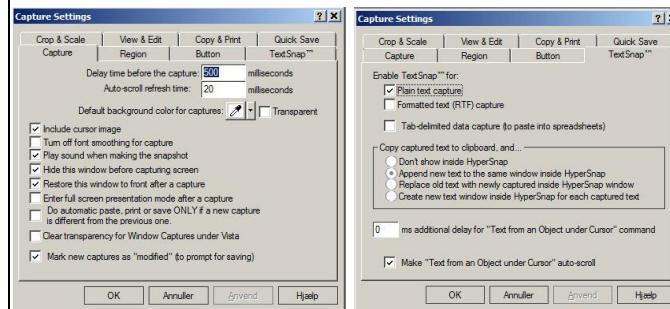 Capture Settings
Crop & Scale View & Edit Copy & Print Quick Save
Capture Region Button TextSnap™
Delay time before the capture: 500 milliseconds
Auto-scroll refresh time: 20 milliseconds
Default background color for captures: Transparent
Include cursor image
Turn off font smoothing for capture
Play sound when making the snapshot
Hide this window before capturing screen
Restore this window to front after a capture
Enter full screen presentation mode after a capture
Do automatic paste, print or save ONLY if a new capture
is different from the previous one.
Clear transparency for Window Captures under Vista
Mark new captures as "modified" (to prompt for saving)
OK Annuller Anvend Hjælp
Capture Settings
Crop & Scale View & Edit Copy & Print Quick Save
Capture Region Button TextSnap™
Enable TextSnap™ for:
Plain text capture
Formatted text (RTF) capture
Tab-delimited data capture (to paste into spreadsheets)
Copy captured text to clipboard, and...
Don't show inside HyperSnap
Append new text to the same window inside HyperSnap
Replace old text with newly captured inside HyperSnap window
Create new text window inside HyperSnap for each captured text
0 ms additional delay for "Text from an Object under Cursor" command
Make "Text from an Object under Cursor" auto-scroll
OK Annuller Anvend Hjælp